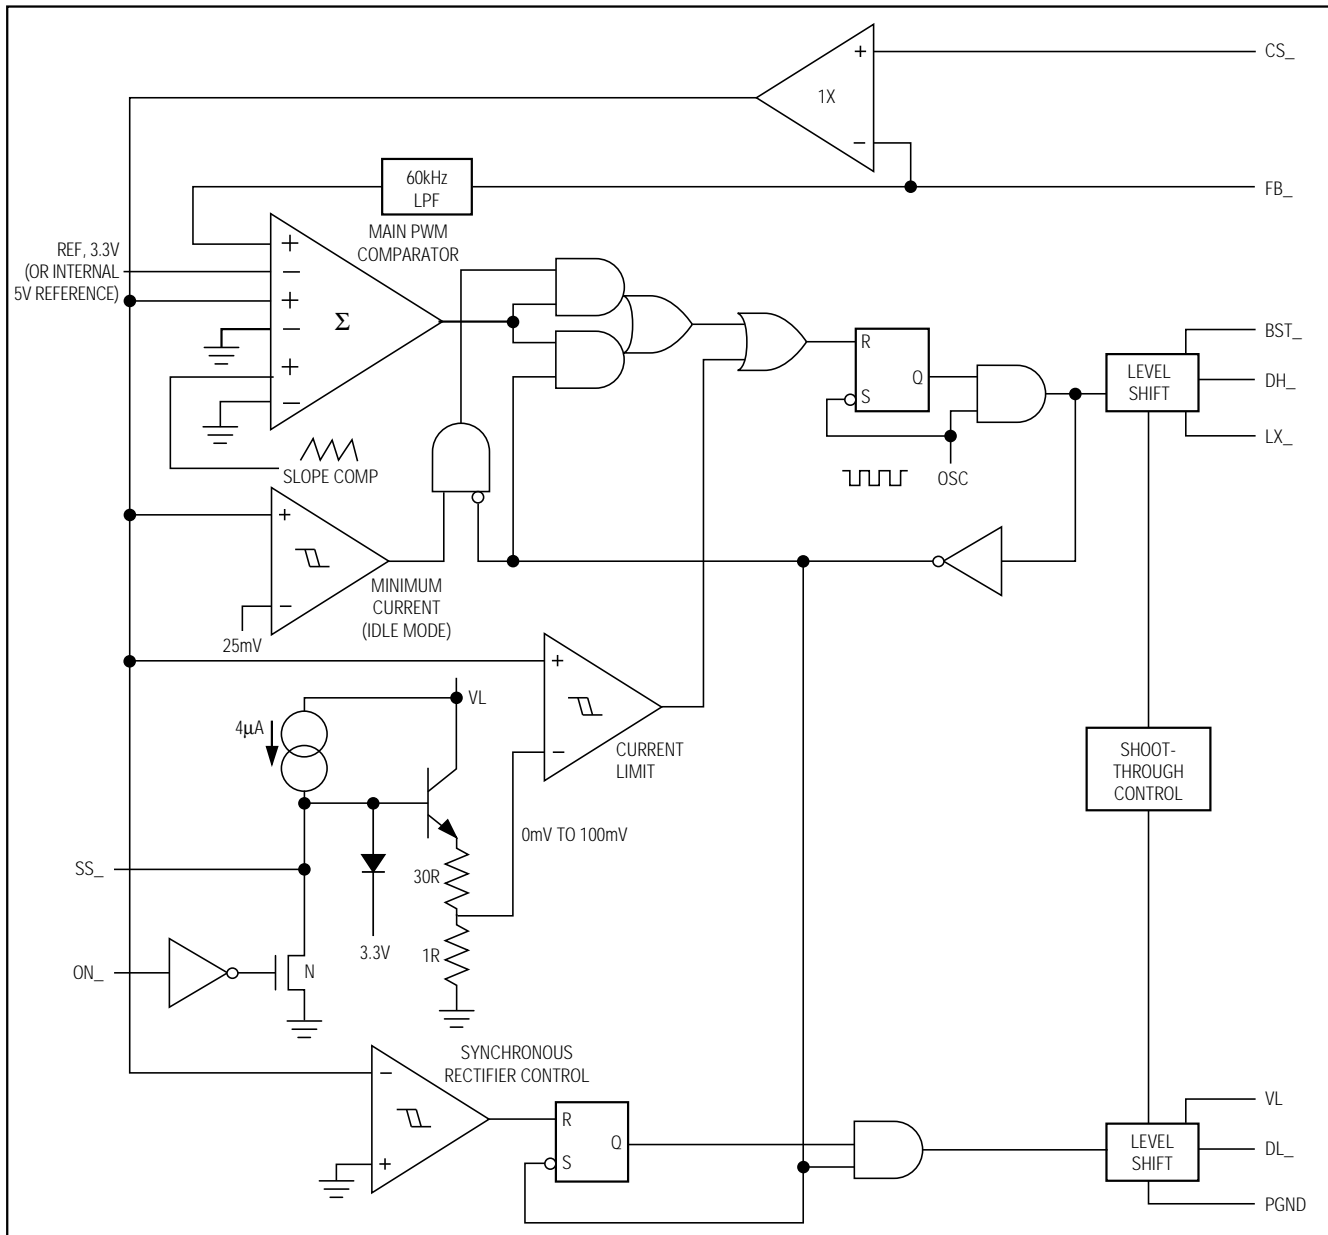 CS_
+
1X
−
60kHz
LPF
FB_
MAIN PWM
COMPARATOR
REF, 3.3V
(OR INTERNAL
5V REFERENCE)
+
−
+
−
+
−
Σ
R
Q
S
BST_
LEVEL
SHIFT
DH_
LX_
SLOPE COMP
OSC
+
−
MINIMUM
CURRENT
(IDLE MODE)
25mV
+
−
VL
4μA
CURRENT
LIMIT
SHOOT-
THROUGH
CONTROL
0mV TO 100mV
SS_
30R
3.3V
1R
ON_
N
SYNCHRONOUS
RECTIFIER CONTROL
−
+
R
Q
S
VL
LEVEL
SHIFT
DL_
PGND